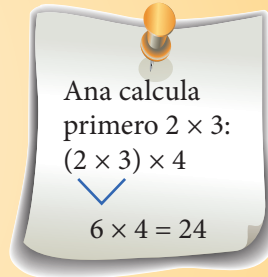 Ana calcula
primero 2 × 3:
(2 × 3) × 4
6 × 4 = 24